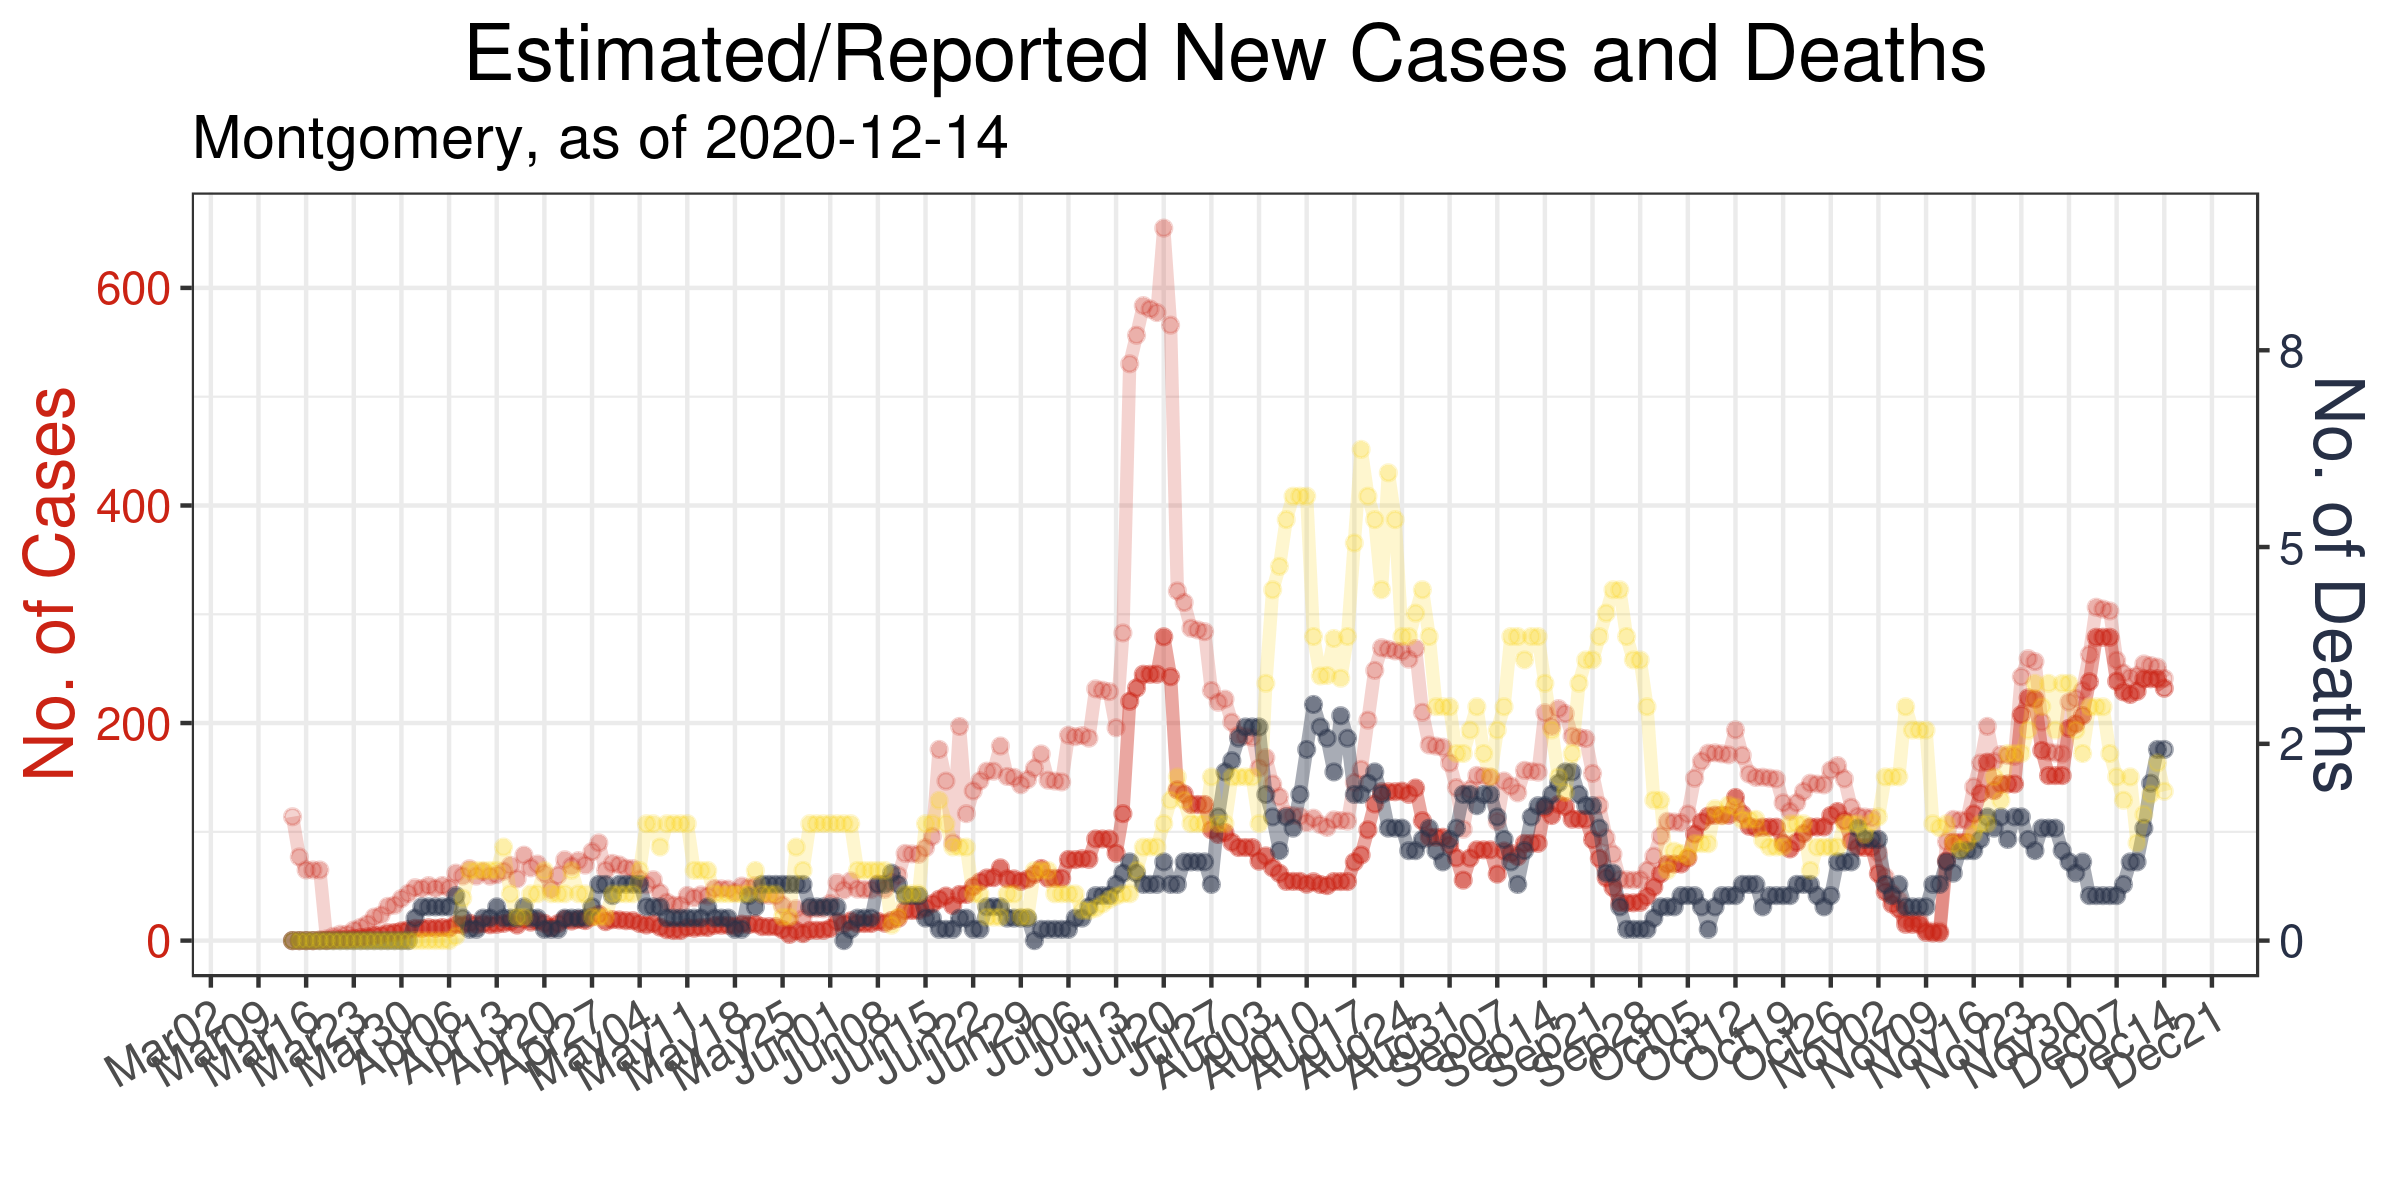 Estimated/Reported New Cases and Deaths
Montgomery, as of 2020-12-14
No. of Cases
600
400
200
0
8
5
2
0
No. of Deaths
Mar02
Mar09
Mar16
Mar23
Mar30
Apr06
Apr13
Apr20
Apr27
May04
May11
May18
May25
Jun01
Jun08
Jun15
Jun22
Jun29
Jul06
Jul13
Jul20
Jul27
Aug03
Aug10
Aug17
Aug24
Aug31
Sep07
Sep14
Sep21
Sep28
Oct05
Oct12
Oct19
Oct26
Nov02
Nov09
Nov16
Nov23
Nov30
Dec07
Dec14
Dec21